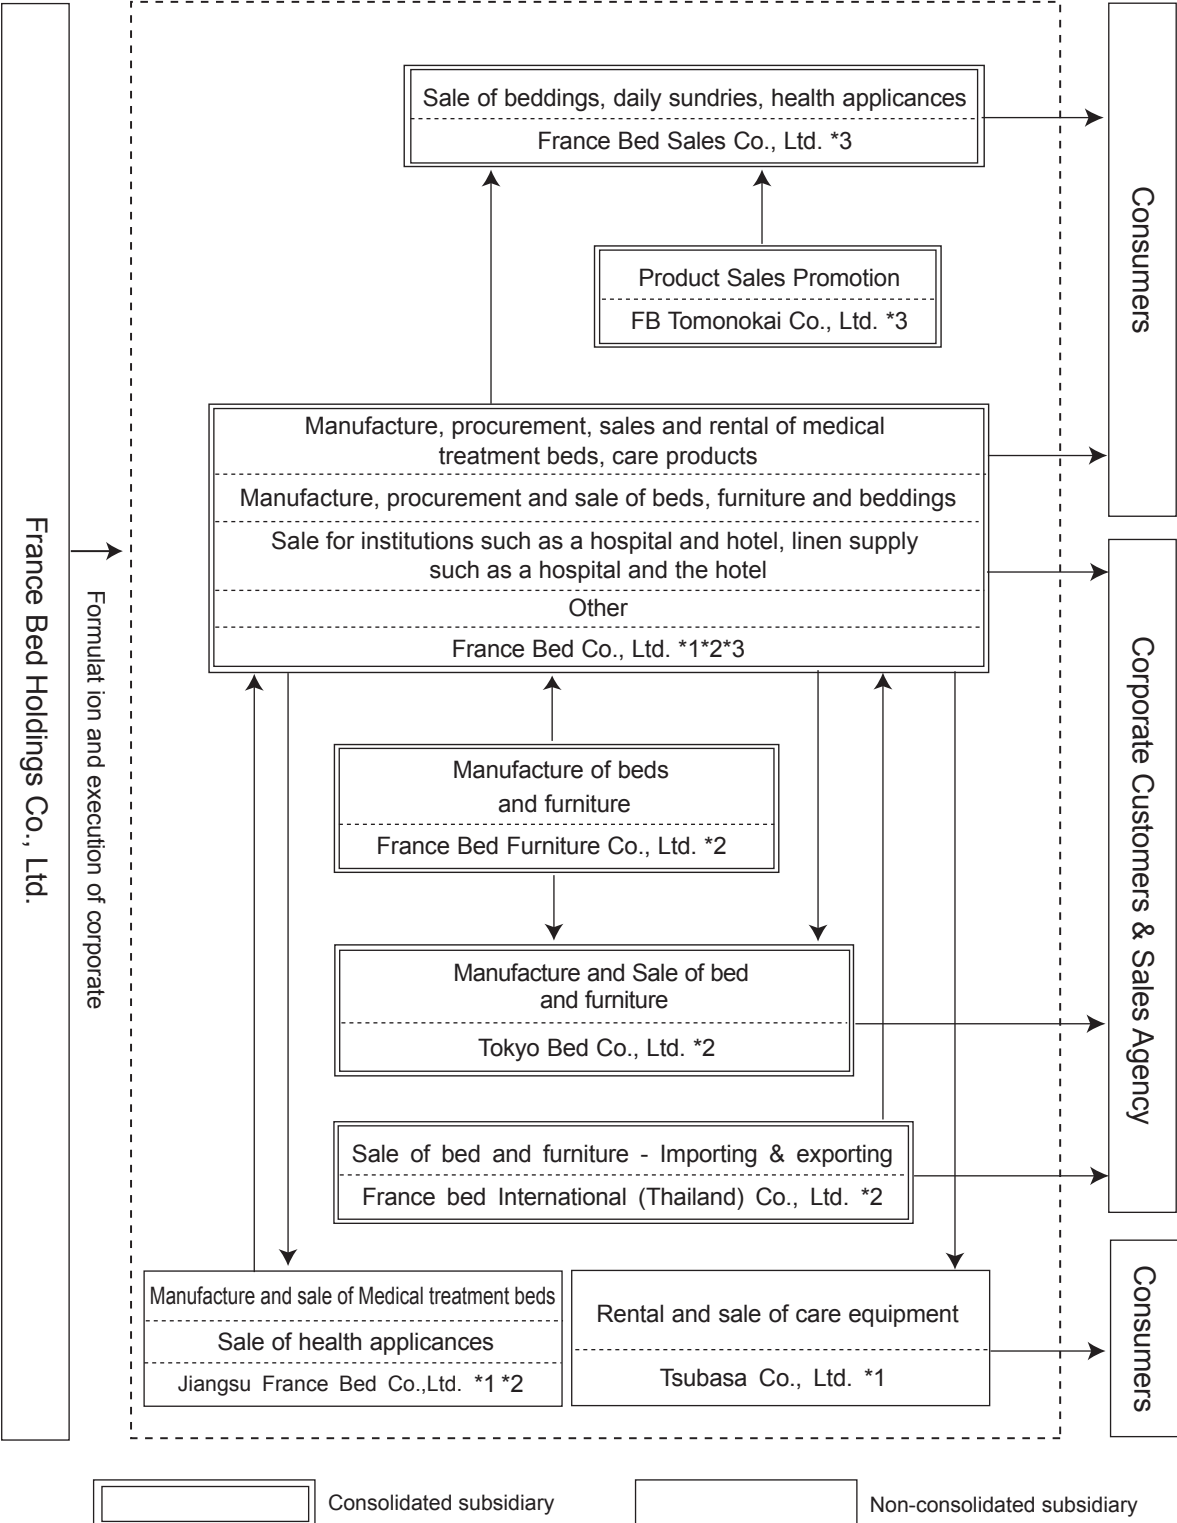 France Bed Holdings Co., Ltd.
Formulat ion and execution of corporate
Sale of beddings, daily sundries, health applicances
France Bed Sales Co., Ltd. *3
Product Sales Promotion
FB Tomonokai Co., Ltd. *3
Manufacture, procurement, sales and rental of medical
treatment beds, care products
Manufacture, procurement and sale of beds, furniture and beddings
Sale for institutions such as a hospital and hotel, linen supply
such as a hospital and the hotel
Other
France Bed Co., Ltd. *1*2*3
Manufacture of beds
and furniture
France Bed Furniture Co., Ltd. *2
Manufacture and Sale of bed
and furniture
Tokyo Bed Co., Ltd. *2
Sale of bed and furniture - Importing & exporting
France bed International (Thailand) Co., Ltd. *2
Manufacture and sale of Medical treatment beds
Sale of health applicances
Jiangsu France Bed Co.,Ltd. *1 *2
Rental and sale of care equipment
Tsubasa Co., Ltd. *1
Consumers
Corporate Customers & Sales Agency
Consumers
Consolidated subsidiary
Non-consolidated subsidiary